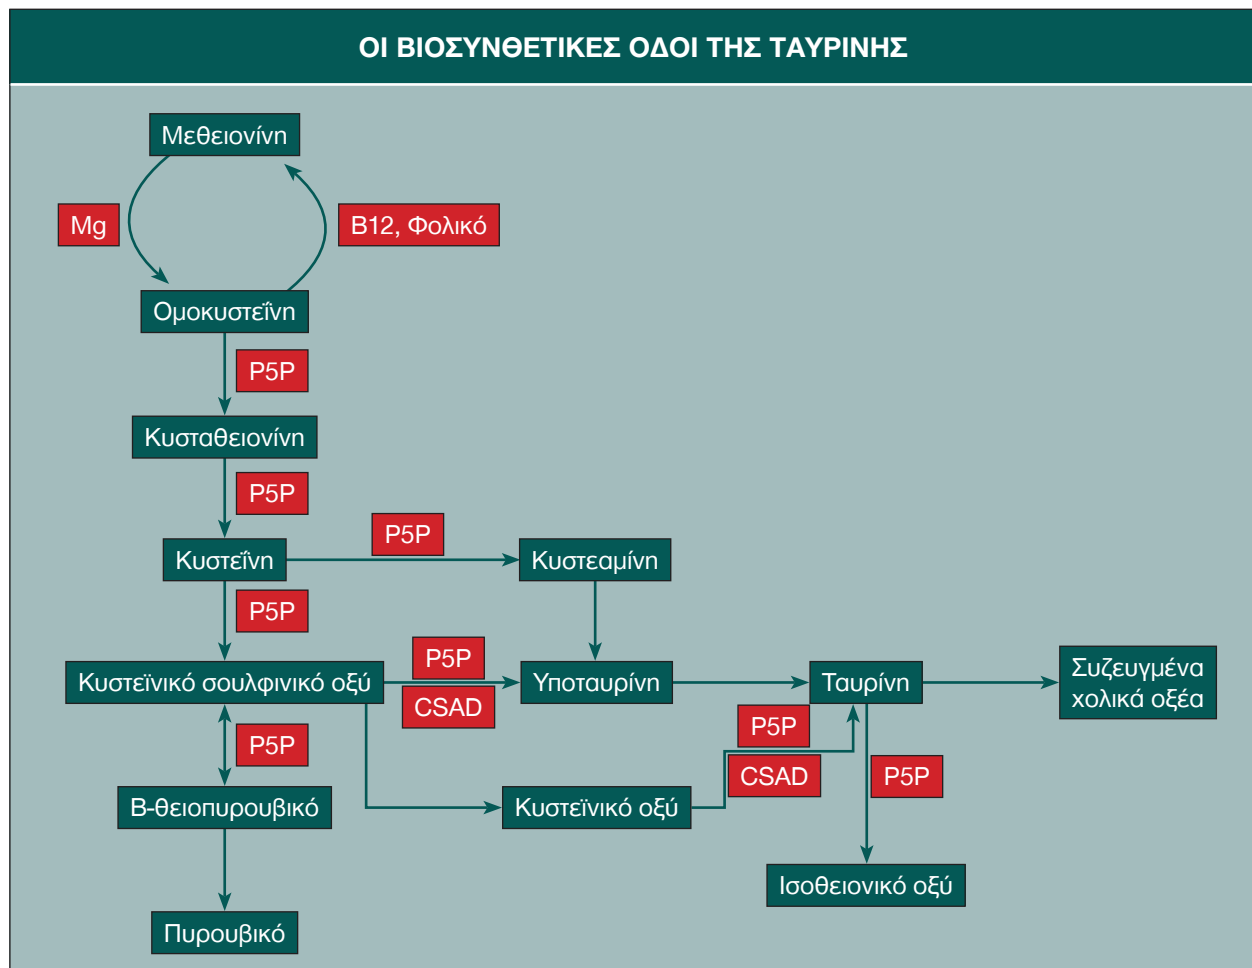 ΟΙ ΒΙΟΣΥΝΘΕΤΙΚΕΣ ΟΔΟΙ ΤΗΣ ΤΑΥΡΙΝΗΣ
Μεθειονίνη
Mg
B12, Φολικό
Ομοκυστεΐνη
P5P
Κυσταθειονίνη
P5P
P5P
Κυστεΐνη
Κυστεαμίνη
P5P
P5P
Κυστεϊνικό σουλφινικό οξύ
Υποταυρίνη
Ταυρίνη
Συζευγμένα
χολικά οξέα
CSAD
P5P
P5P
CSAD
P5P
Β-θειοπυρουβικό
Κυστεϊνικό οξύ
Ισοθειονικό οξύ
Πυρουβικό